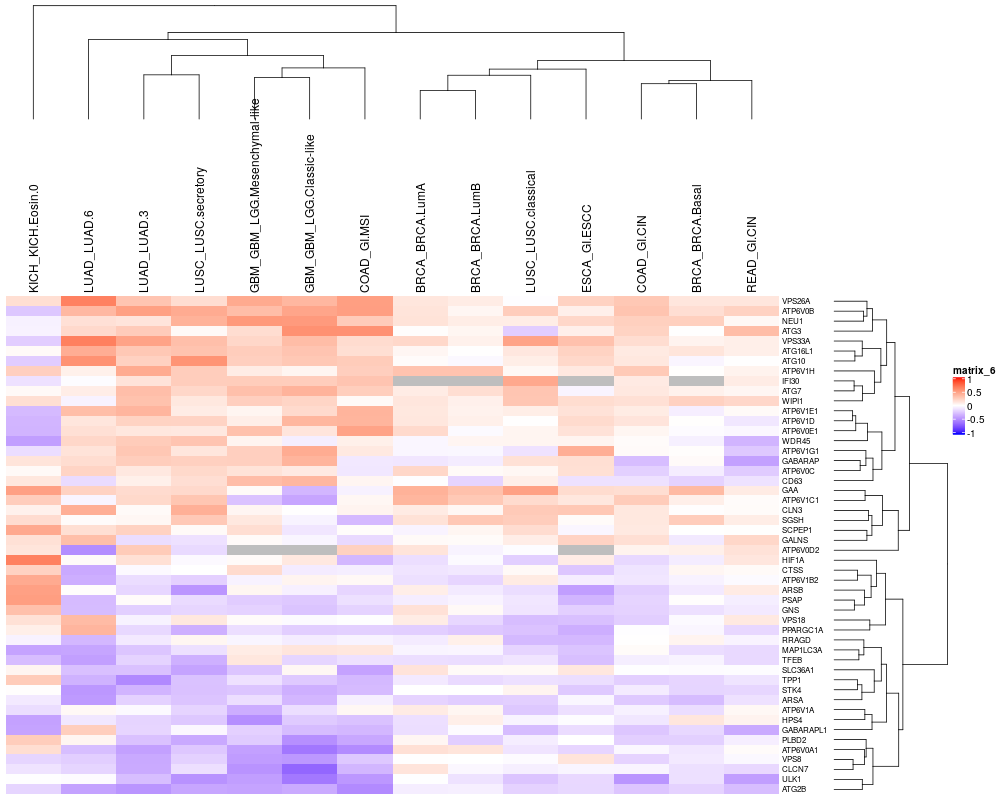 KICH_KICH.Eosin.0
LUAD_LUAD.6
LUAD_LUAD.3
LUSC_LUSC.secretory
GBM_GBM_LGG.Mesenchymal-like
GBM_GBM_LGG.Classic-like
COAD_GI.MSI
BRCA_BRCA.LumA
BRCA_BRCA.LumB
LUSC_LUSC.classical
ESCA_GI.ESCC
COAD_GI.CIN
BRCA_BRCA.Basal
READ_GI.CIN
VPS26A
ATP6V0B
NEU1
ATG3
VPS33A
ATG16L1
ATG10
ATP6V1H
IFI30
ATG7
WIPI1
ATP6V1E1
ATP6V1D
ATP6V0E1
WDR45
ATP6V1G1
GABARAP
ATP6V0C
CD63
GAA
ATP6V1C1
CLN3
SGSH
SCPEP1
GALNS
ATP6V0D2
HIF1A
CTSS
ATP6V1B2
ARSB
PSAP
GNS
VPS18
PPARGC1A
RRAGD
MAP1LC3A
TFEB
SLC36A1
TPP1
STK4
ARSA
ATP6V1A
HPS4
GABARAPL1
PLBD2
ATP6V0A1
VPS8
CLCN7
ULK1
ATG2B
matrix_6
1
0.5
0
-0.5
-1